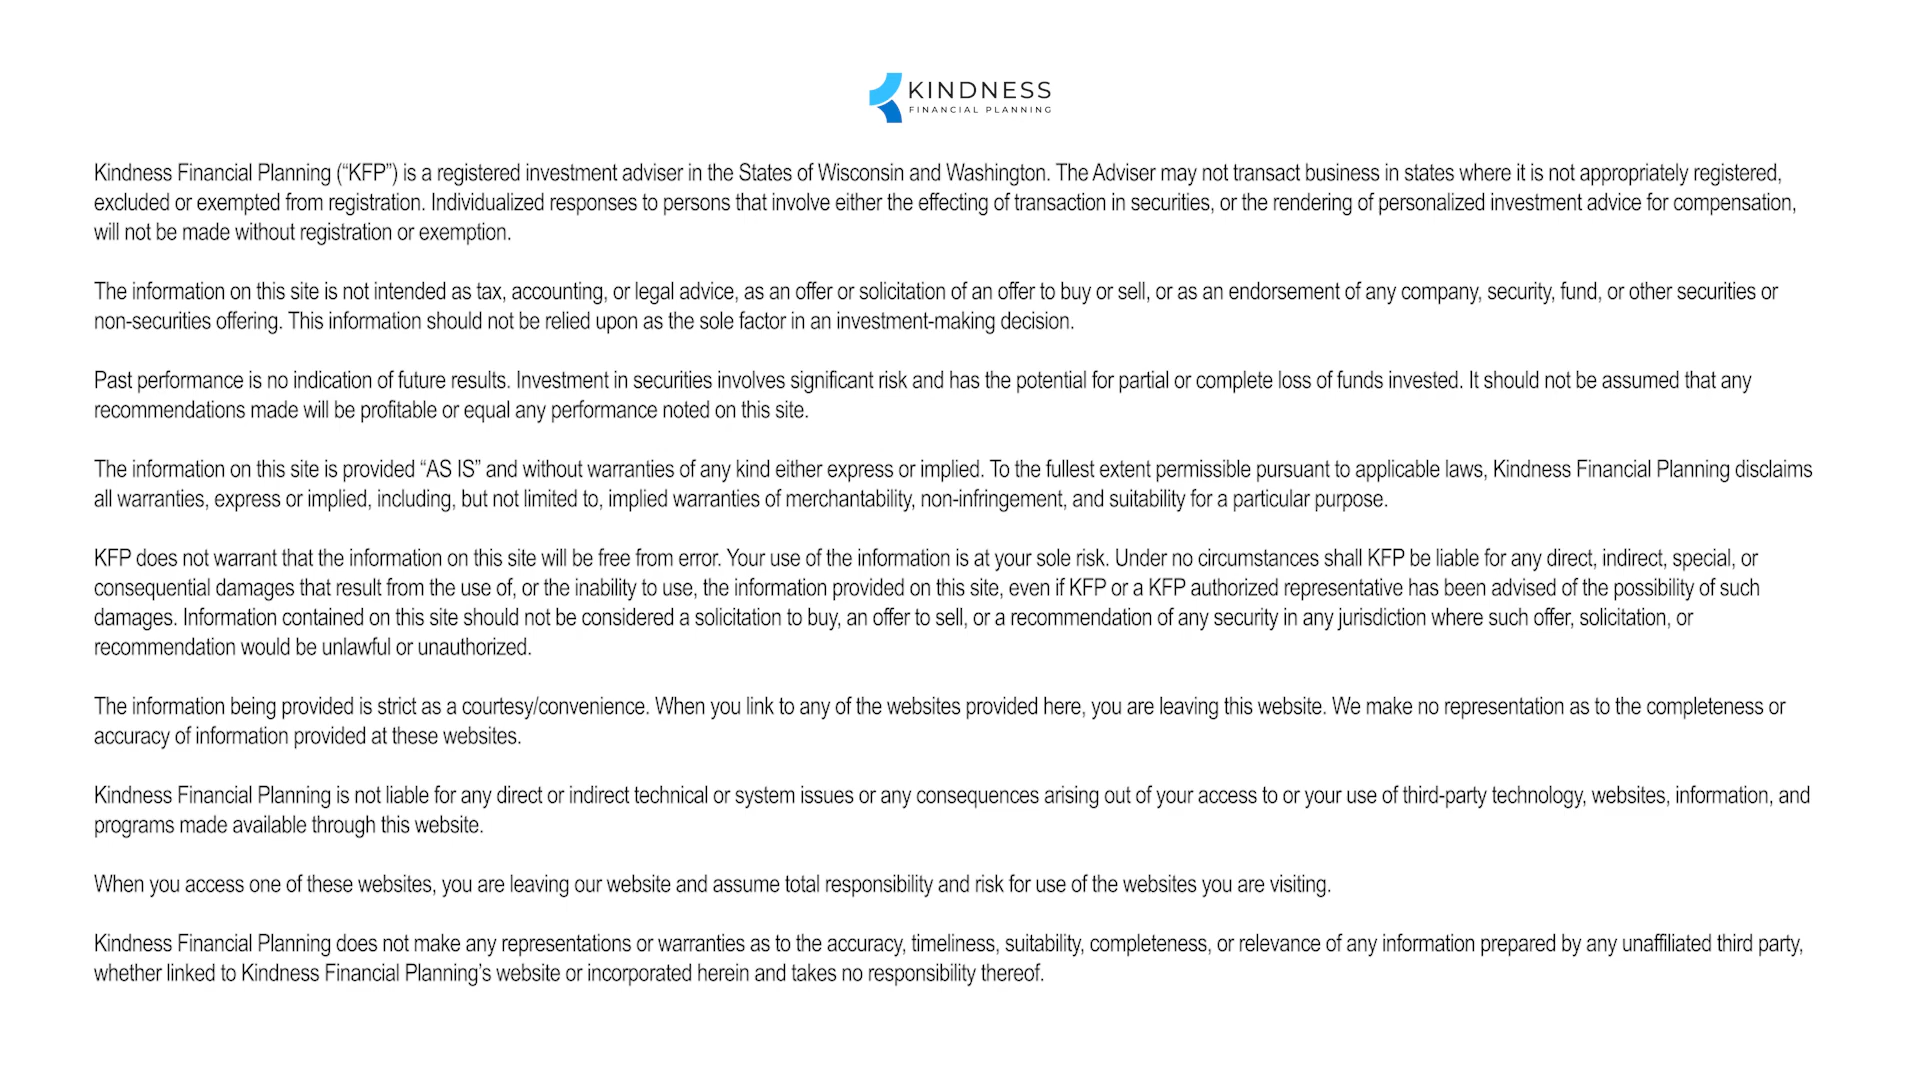 KINDNESS
FINANCIAL PLANNING
Kindness Financial Planning (“KFP”) is a registered investment adviser in the States of Wisconsin and Washington. The Adviser may not transact business in states where it is not appropriately registered,
excluded or exempted from registration. Individualized responses to persons that involve either the effecting of transaction in securities, or the rendering of personalized investment advice for compensation,
will not be made without registration or exemption.
The information on this site is not intended as tax, accounting, or legal advice, as an offer or solicitation of an offer to buy or sell, or as an endorsement of any company, security, fund, or other securities or
non-securities offering. This information should not be relied upon as the sole factor in an investment-making decision.
Past performance is no indication of future results. Investment in securities involves significant risk and has the potential for partial or complete loss of funds invested. It should not be assumed that any
recommendations made will be profitable or equal any performance noted on this site.
The information on this site is provided “AS IS” and without warranties of any kind either express or implied. To the fullest extent permissible pursuant to applicable laws, Kindness Financial Planning disclaims
all warranties, express or implied, including, but not limited to, implied warranties of merchantability, non-infringement, and suitability for a particular purpose.
KFP does not warrant that the information on this site will be free from error. Your use of the information is at your sole risk. Under no circumstances shall KFP be liable for any direct, indirect, special, or
consequential damages that result from the use of, or the inability to use, the information provided on this site, even if KFP or a KFP authorized representative has been advised of the possibility of such
damages. Information contained on this site should not be considered a solicitation to buy, an offer to sell, or a recommendation of any security in any jurisdiction where such offer, solicitation, or
recommendation would be unlawful or unauthorized.
The information being provided is strict as a courtesy/convenience. When you link to any of the websites provided here, you are leaving this website. We make no representation as to the completeness or
accuracy of information provided at these websites.
Kindness Financial Planning is not liable for any direct or indirect technical or system issues or any consequences arising out of your access to or your use of third-party technology, websites, information, and
programs made available through this website.
When you access one of these websites, you are leaving our website and assume total responsibility and risk for use of the websites you are visiting.
Kindness Financial Planning does not make any representations or warranties as to the accuracy, timeliness, suitability, completeness, or relevance of any information prepared by any unaffiliated third party,
whether linked to Kindness Financial Planning’s website or incorporated herein and takes no responsibility thereof.